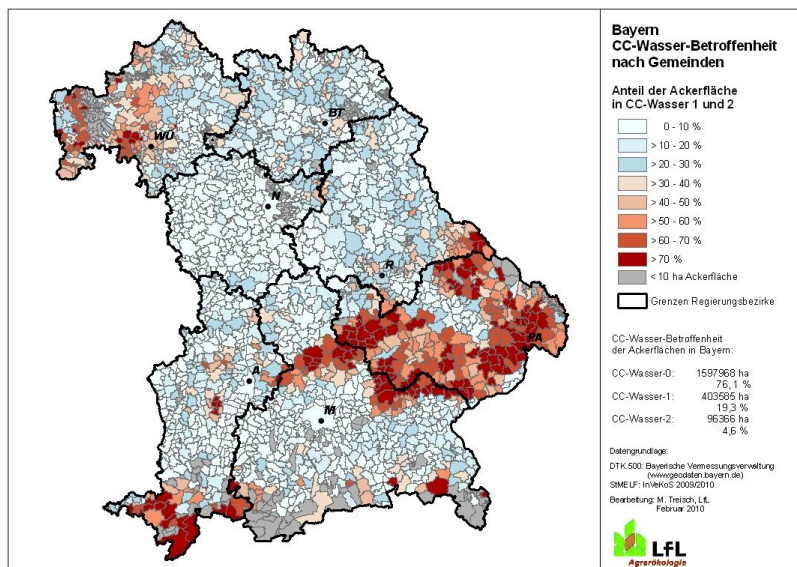 Bayern
CC-Wasser-Betroffenheit
nach Gemeinden
Anteil der Ackerfläche
in CC-Wasser 1 und 2
0 - 10 %
> 10 - 20 %
> 20 - 30 %
> 30 - 40 %
> 40 - 50 %
> 50 - 60 %
> 60 - 70 %
> 70 %
< 10 ha Ackerfläche
Grenzen Regierungsbezirke
CC-Wasser-Betroffenheit
der Ackerflächen in Bayern:
CC-Wasser-0: 1597968 ha
76,1 %
CC-Wasser-1: 403585 ha
19,3 %
CC-Wasser-2: 96366 ha
4,6 %
Datengrundlage:
DTK 500: Bayerische Vermessungsverwaltung
(www.geodaten.bayern.de)
StMELF: InVeKoS 2009/2010
Bearbeitung: M. Treisch, LfL
Februar 2010
LfL
Agrarökologie
BT
WÜ
N
R
PA
A
M